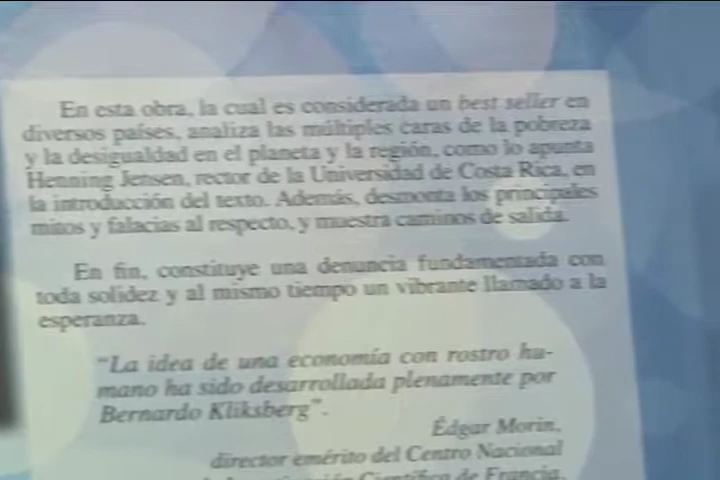 En esta obra, la cual es considerada un best seller en
diversos países, analiza las múltiples caras de la pobreza
y la desigualdad en el planeta y la región, como lo apunta
Henning Jensen, rector de la Universidad de Costa Rica, en
la introducción del texto. Además, desmonta los principales
mitos y falacias al respecto, y muestra caminos de salida.
En fin, constituye una denuncia fundamentada con
toda solidez y al mismo tiempo un vibrante llamado a la
esperanza.
“La idea de una economía con rostro hu-
mano ha sido desarrollada plenamente por
Bernardo Kliksberg”.
Édgar Morin,
director emérito del Centro Nacional
de Investigación Científica de Francia.